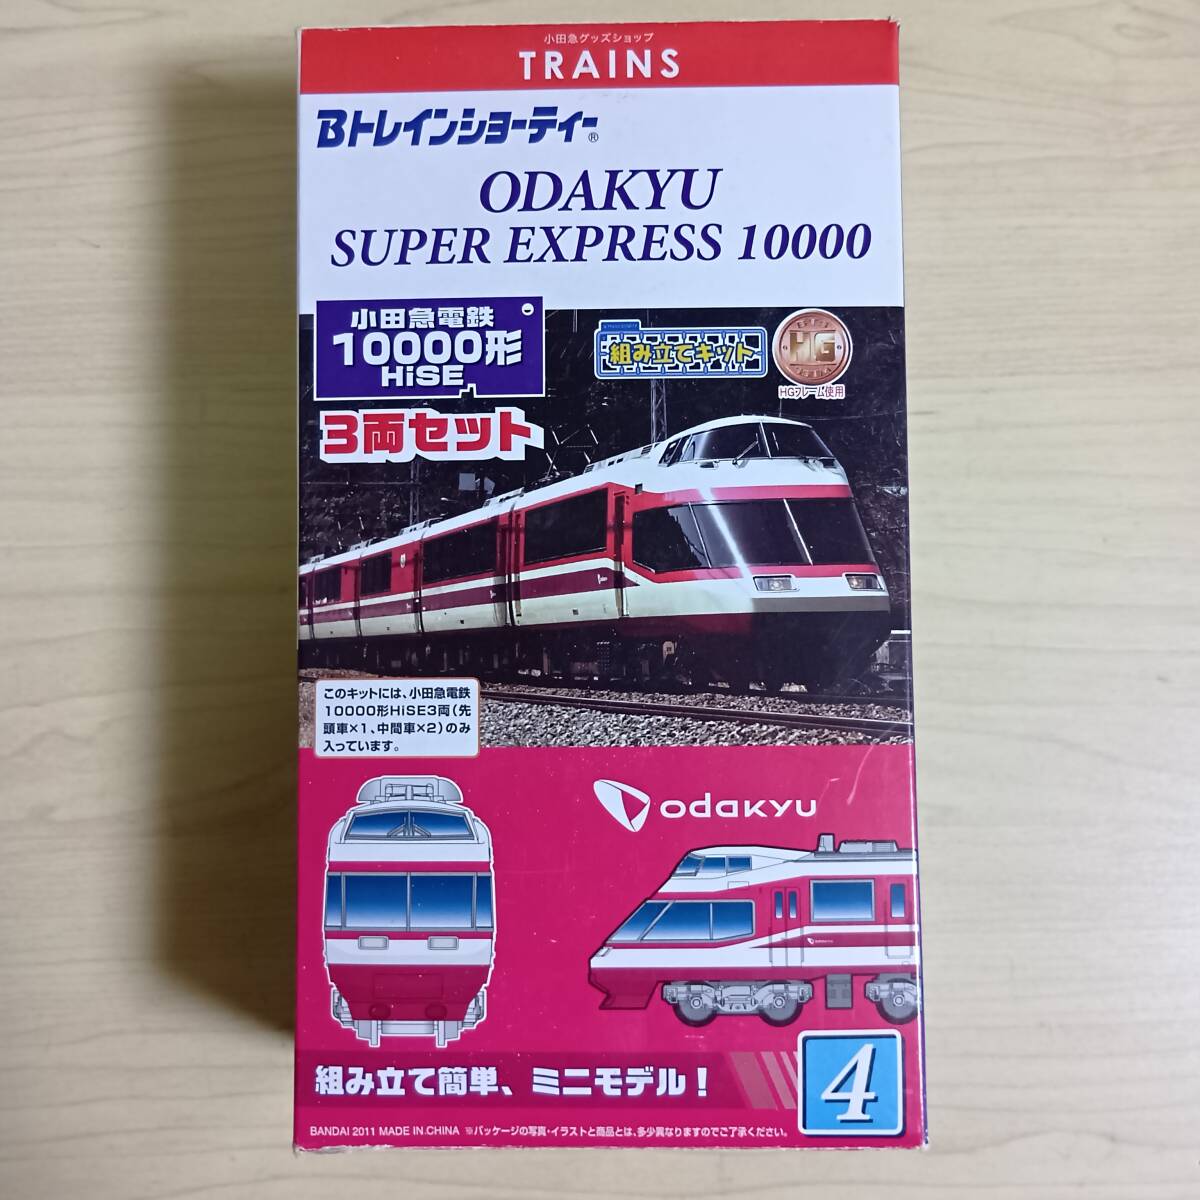 小田急グッズショップ
TRAINS
Bトレインショーティー®
ODAKYU
SUPER EXPRESS 10000
小田急電鉄
10000形
HiSE
3両セット
組み立てキット
HG
HGフレーム使用
このキットには、小田急電鉄
10000形HiSE3両(先
頭車×1、中間車×2)のみ
入っています。
odakyu
組み立て簡単、ミニモデル!
4
BANDAI 2011 MADE IN CHINA ※パッケージの写真・イラストと商品とは、多少異なりますのでご了承ください。